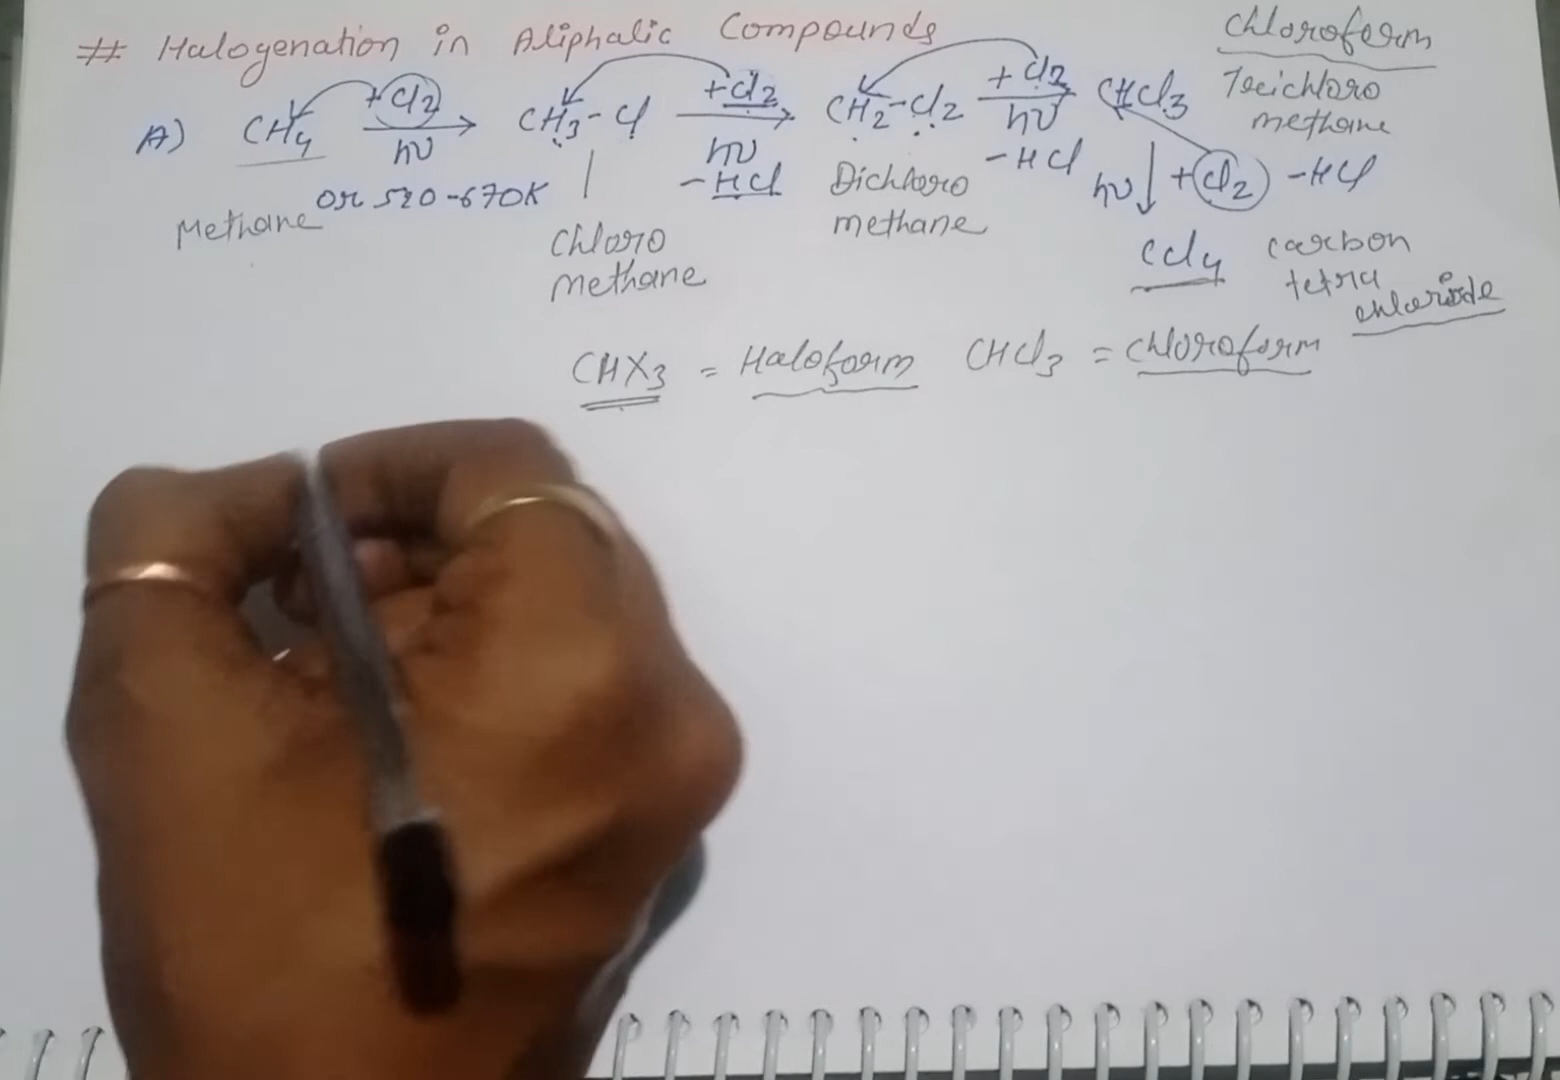 # Halogenation in Aliphalic Compounds
A) CH4 +Cl2 hν or 520-670K CH3-Cl +Cl2 hν -HCl CH2-Cl2 +Cl2 hν -HCl CHCl3
Chloroform
Trichloro
methane
Methane
Chloro
methane
Dichloro
methane
hν +Cl2 -HCl
CCl4 carbon
tetra
chloride
CHX3 = Haloform CHCl3 = Chloroform